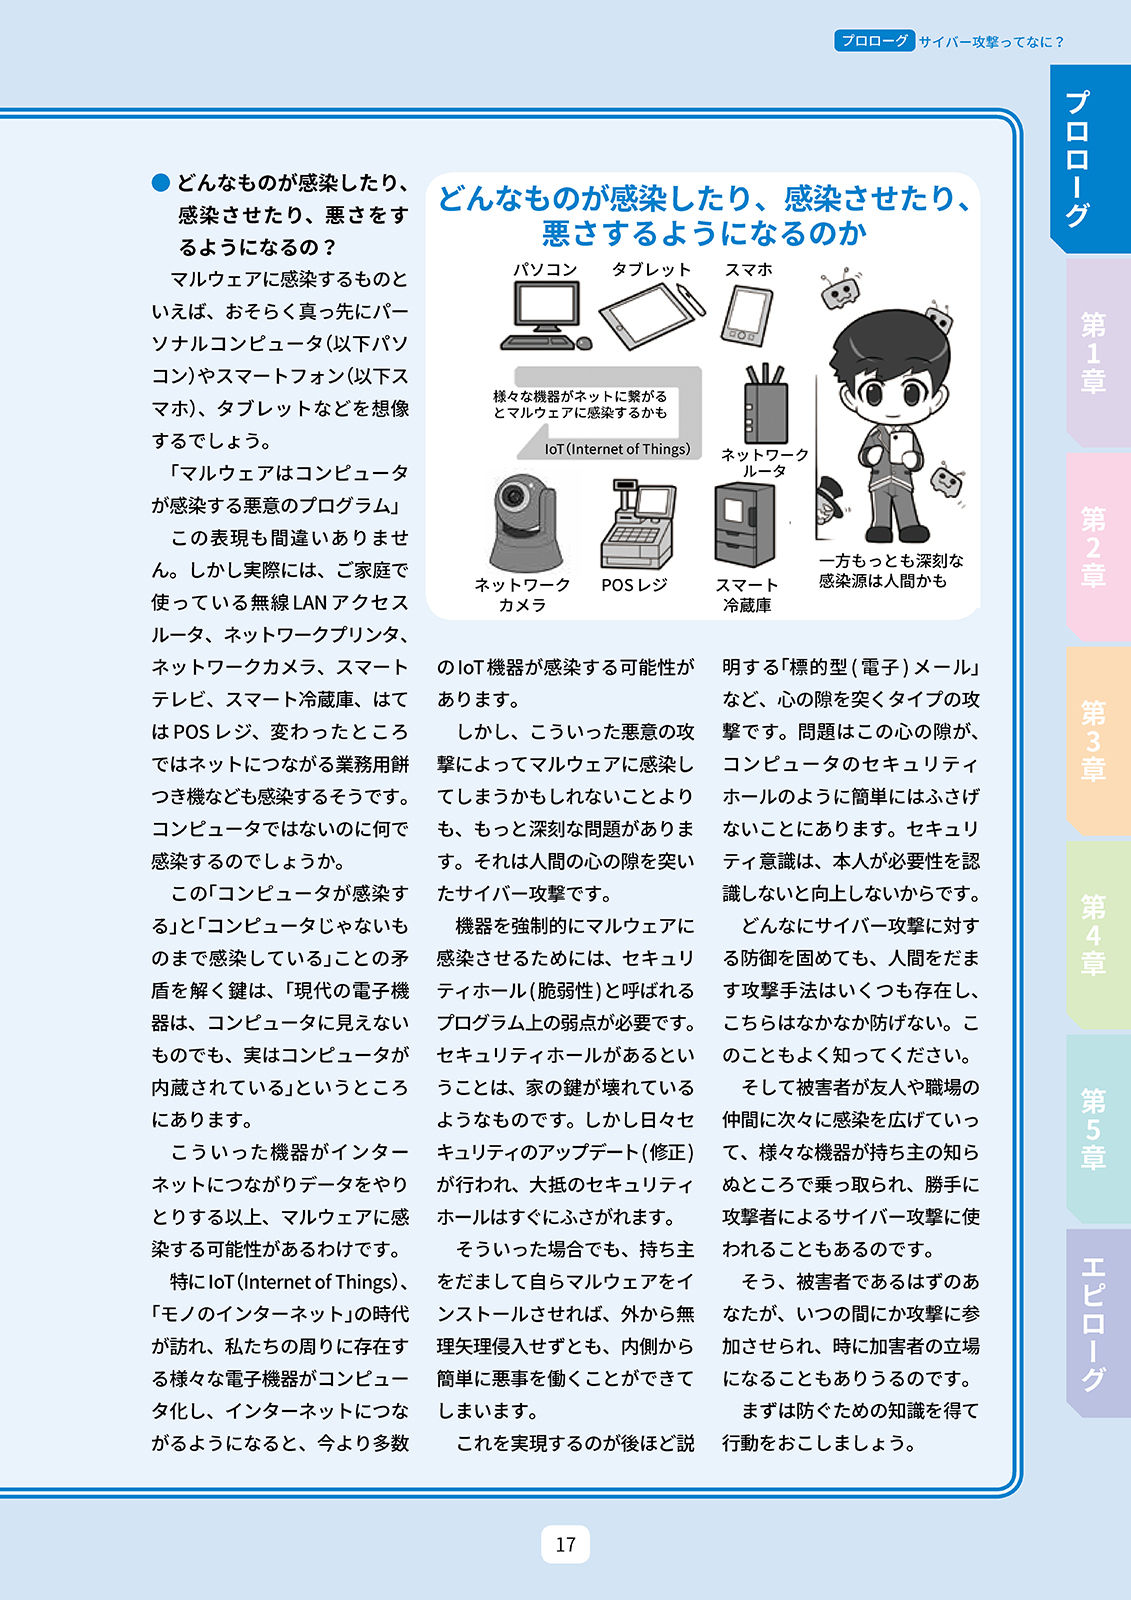 プロローグ サイバー攻撃ってなに？
● どんなものが感染したり、
感染させたり、悪さをす
るようになるの？
マルウェアに感染するものと
いえば、おそらく真っ先にパー
ソナルコンピュータ（以下パソ
コン）やスマートフォン（以下ス
マホ）、タブレットなどを想像
するでしょう。
「マルウェアはコンピュータ
が感染する悪意のプログラム」
この表現も間違いありませ
ん。しかし実際には、ご家庭で
使っている無線LANアクセス
ルータ、ネットワークプリンタ、
ネットワークカメラ、スマート
テレビ、スマート冷蔵庫、はて
はPOSレジ、変わったところ
ではネットにつながる業務用餅
つき機なども感染するそうです。
コンピュータではないのに何で
感染するのでしょうか。
この「コンピュータが感染す
る」と「コンピュータじゃないも
のまで感染している」ことの矛
盾を解く鍵は、「現代の電子機
器は、コンピュータに見えない
ものでも、実はコンピュータが
内蔵されている」というところ
にあります。
こういった機器がインター
ネットにつながりデータをやり
とりする以上、マルウェアに感
染する可能性があるわけです。
特にIoT（Internet of Things）、
「モノのインターネット」の時代
が訪れ、私たちの周りに存在す
る様々な電子機器がコンピュー
タ化し、インターネットにつな
がるようになると、今より多数
どんなものが感染したり、感染させたり、
悪さするようになるのか
パソコン
タブレット
スマホ
様々な機器がネットに繋がる
とマルウェアに感染するかも
IoT（Internet of Things）
ネットワーク
ルータ
ネットワーク
カメラ
POSレジ
スマート
冷蔵庫
一方もっとも深刻な
感染源は人間かも
のIoT機器が感染する可能性が
あります。
しかし、こういった悪意の攻
撃によってマルウェアに感染し
てしまうかもしれないことより
も、もっと深刻な問題がありま
す。それは人間の心の隙を突い
たサイバー攻撃です。
機器を強制的にマルウェアに
感染させるためには、セキュリ
ティホール(脆弱性)と呼ばれる
プログラム上の弱点が必要です。
セキュリティホールがあるとい
うことは、家の鍵が壊れている
ようなものです。しかし日々セ
キュリティのアップデート(修正)
が行われ、大抵のセキュリティ
ホールはすぐにふさがれます。
そういった場合でも、持ち主
をだまして自らマルウェアをイ
ンストールさせれば、外から無
理矢理侵入せずとも、内側から
簡単に悪事を働くことができて
しまいます。
これを実現するのが後ほど説
明する「標的型(電子)メール」
など、心の隙を突くタイプの攻
撃です。問題はこの心の隙が、
コンピュータのセキュリティ
ホールのように簡単にはふさげ
ないことにあります。セキュリ
ティ意識は、本人が必要性を認
識しないと向上しないからです。
どんなにサイバー攻撃に対す
る防御を固めても、人間をだま
す攻撃手法はいくつも存在し、
こちらはなかなか防げない。こ
のこともよく知ってください。
そして被害者が友人や職場の
仲間に次々に感染を広げていっ
て、様々な機器が持ち主の知ら
ぬところで乗っ取られ、勝手に
攻撃者によるサイバー攻撃に使
われることもあるのです。
そう、被害者であるはずのあ
なたが、いつの間にか攻撃に参
加させられ、時に加害者の立場
になることもありうるのです。
まずは防ぐための知識を得て
行動をおこしましょう。
プロローグ
第1章
第2章
第3章
第4章
第5章
エピローグ
17